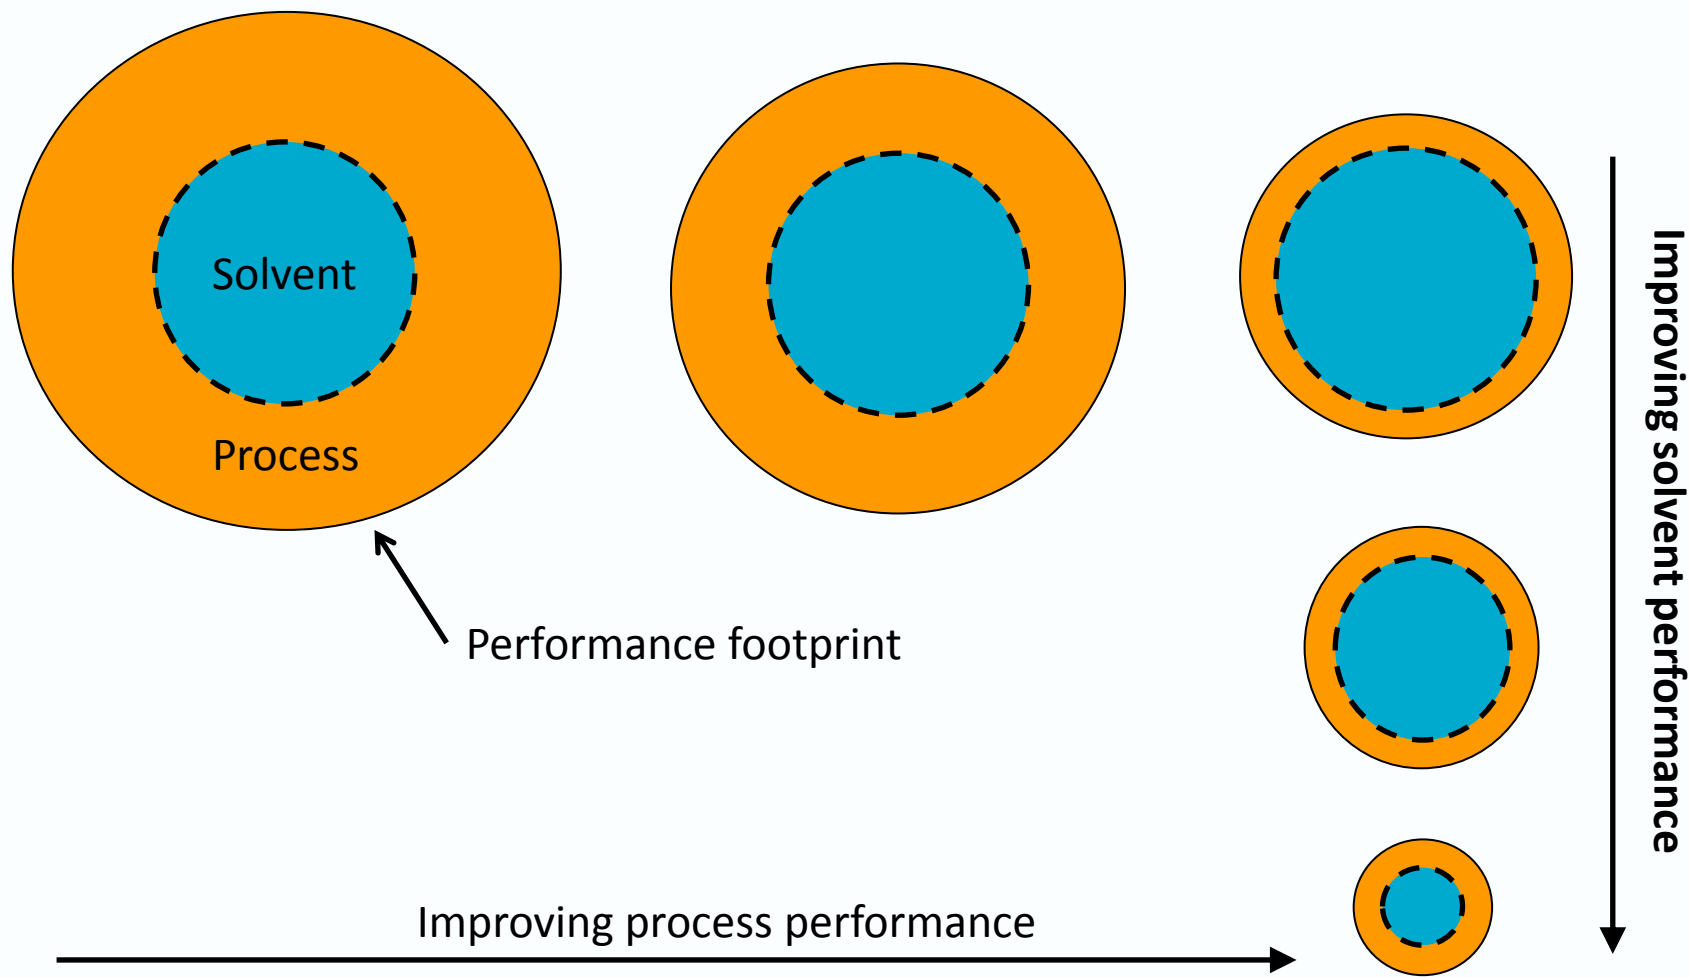 Solvent
Process
Performance footprint
Improving process performance
Improving solvent performance